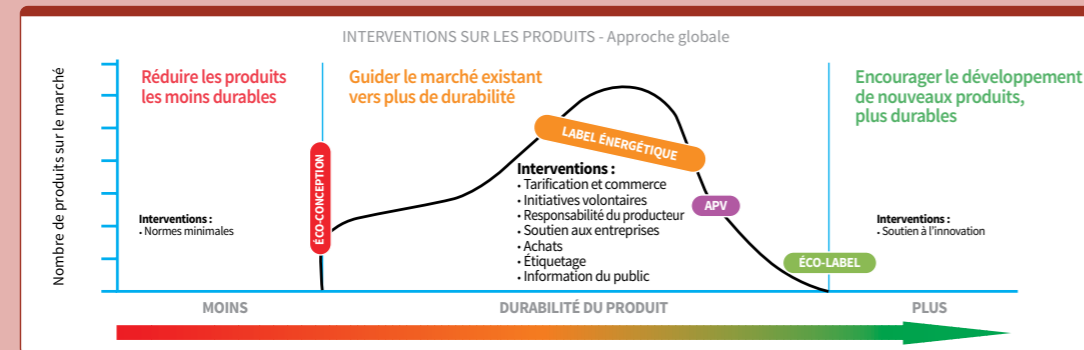 INTERVENTIONS SUR LES PRODUITS - Approche globale
Nombre de produits sur le marché
Réduire les produits
les moins durables
Interventions :
• Normes minimales
ÉCO-CONCEPTION
Guider le marché existant
vers plus de durabilité
LABEL ÉNERGÉTIQUE
Interventions :
• Tarification et commerce
• Initiatives volontaires
• Responsabilité du producteur
• Soutien aux entreprises
• Achats
• Étiquetage
• Information du public
APV
ÉCO-LABEL
Encourager le développement
de nouveaux produits,
plus durables
Interventions :
• Soutien à l'innovation
MOINS
DURABILITÉ DU PRODUIT
PLUS